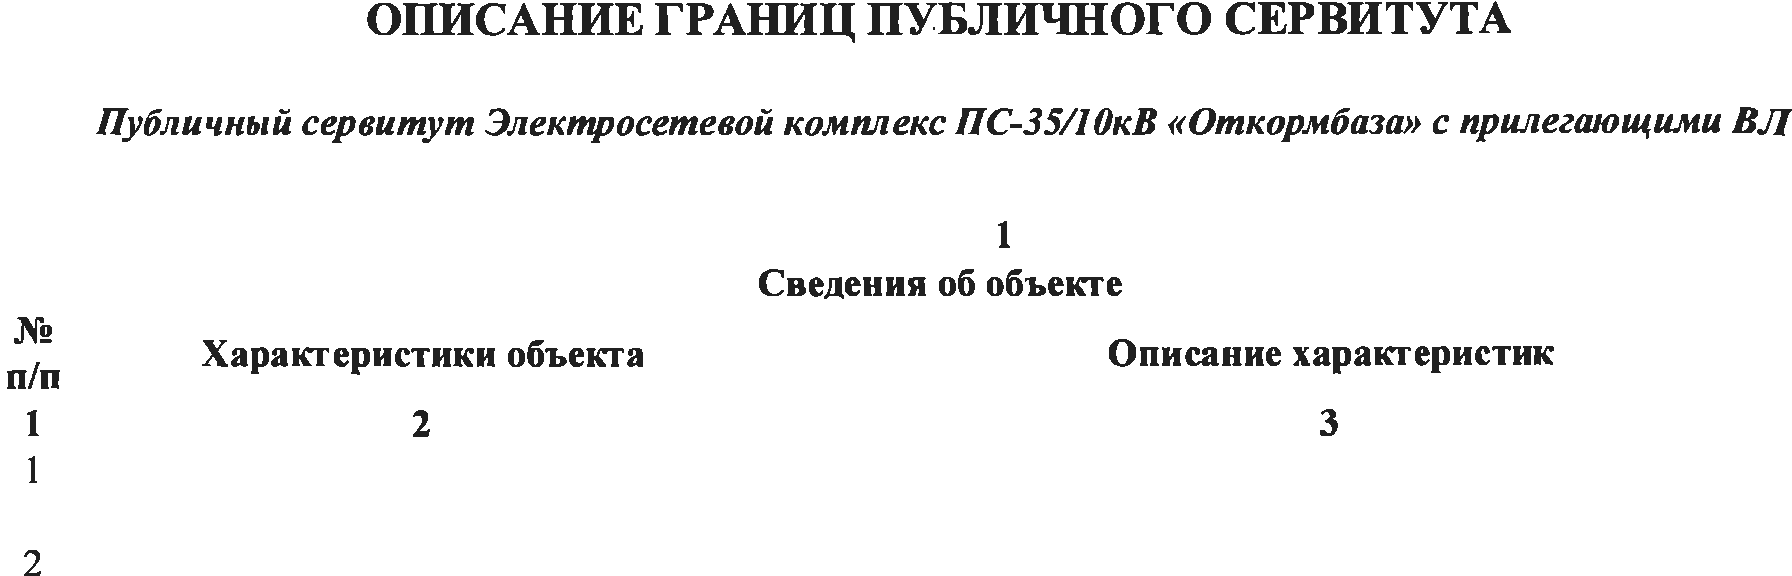 ОПИСАНИЕ ГРАНИЦ ПУБЛИЧНОГО СЕРВИТУТА
Публичный сервитут Электросетевой комплекс ПС-35/10кВ «Откормбаза» с прилегающими ВЛ
1
Сведения об объекте
№
п/п
Характеристики объекта
Описание характеристик
1 2 3
1
2